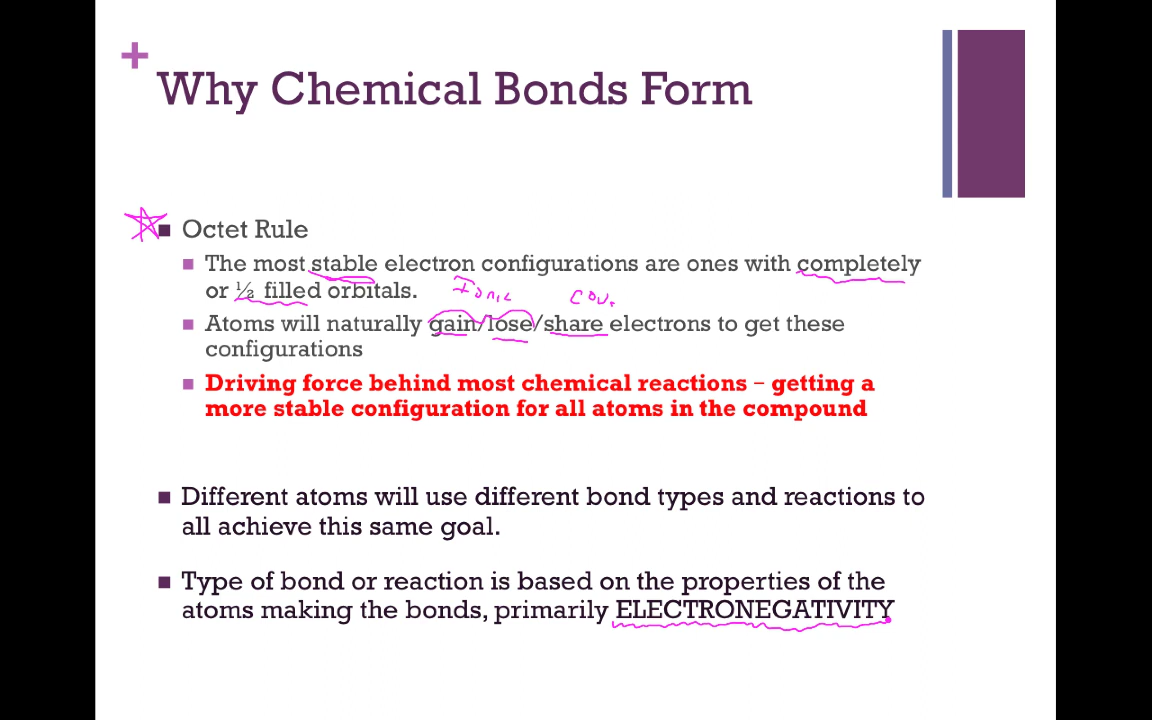 +
Why Chemical Bonds Form
■ Octet Rule
■ The most stable electron configurations are ones with completely
or ½ filled orbitals.
Ionic Cov.
■ Atoms will naturally gain/lose/share electrons to get these
configurations
■ Driving force behind most chemical reactions – getting a
more stable configuration for all atoms in the compound
■ Different atoms will use different bond types and reactions to
all achieve this same goal.
■ Type of bond or reaction is based on the properties of the
atoms making the bonds, primarily ELECTRONEGATIVITY